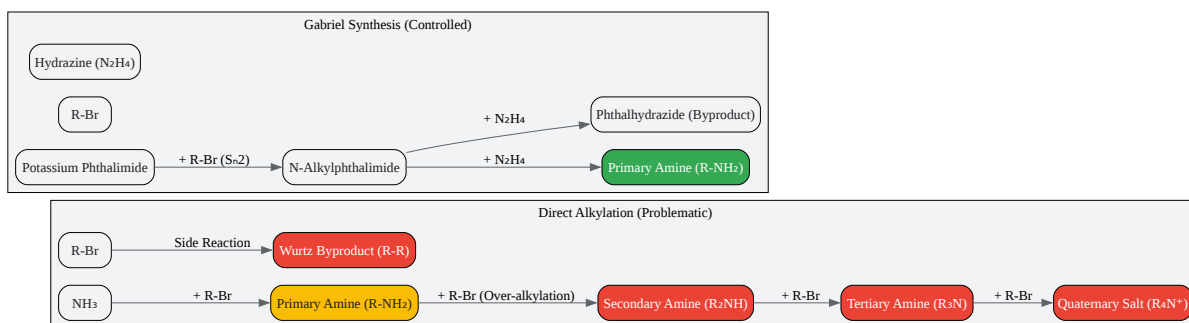 Gabriel Synthesis (Controlled)
Hydrazine (N₂H₄)
R-Br
+ N₂H₄
Phthalhydrazide (Byproduct)
Potassium Phthalimide
+ R-Br (Sₙ2)
N-Alkylphthalimide
+ N₂H₄
Primary Amine (R-NH₂)
Direct Alkylation (Problematic)
R-Br
Side Reaction
Wurtz Byproduct (R-R)
NH₃
+ R-Br
Primary Amine (R-NH₂)
+ R-Br (Over-alkylation)
Secondary Amine (R₂NH)
+ R-Br
Tertiary Amine (R₃N)
+ R-Br
Quaternary Salt (R₄N⁺)